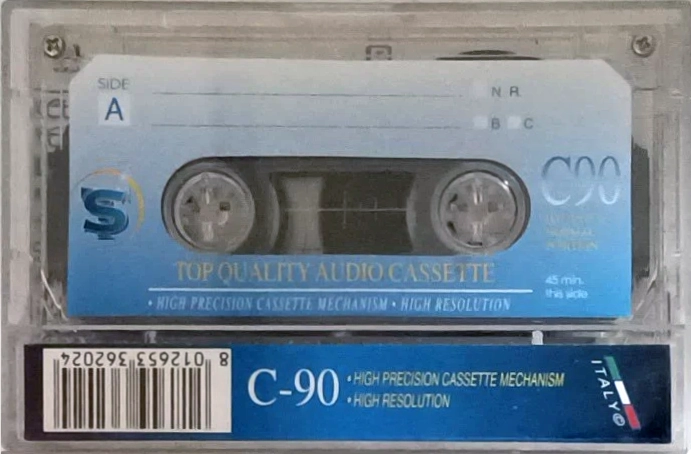 SIDE
A
N R
B C
C90
S
TOP QUALITY AUDIO CASSETTE
45 min.
this side
• HIGH PRECISION CASSETTE MECHANISM • HIGH RESOLUTION
8 012653 362024
C-90
• HIGH PRECISION CASSETTE MECHANISM
• HIGH RESOLUTION
ITALY ©